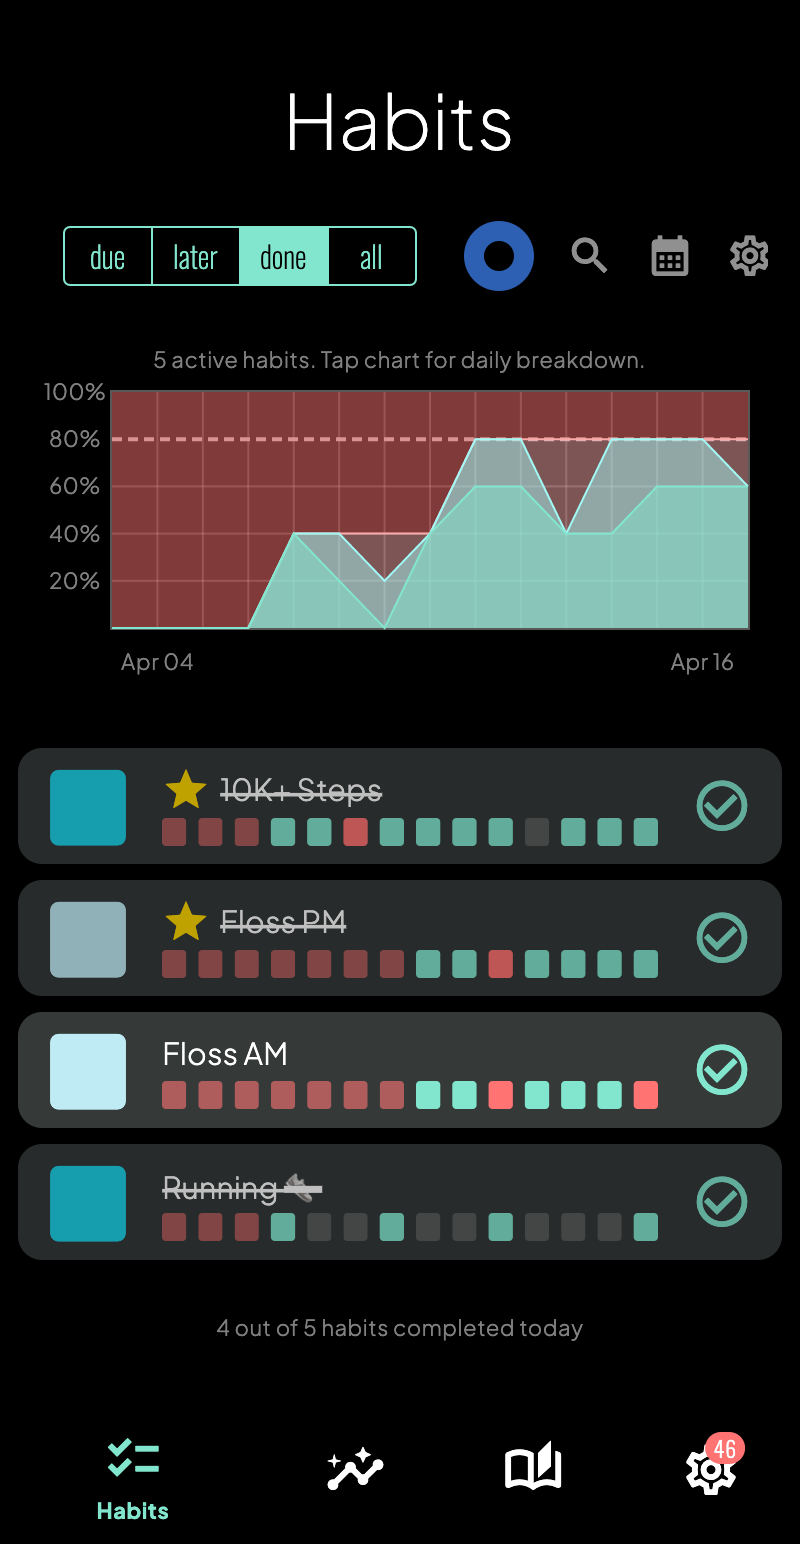 Habits
due later done all
5 active habits. Tap chart for daily breakdown.
100%
80%
60%
40%
20%
Apr 04 Apr 16
10K+ Steps
Floss PM
Floss AM
Running
4 out of 5 habits completed today
46
Habits